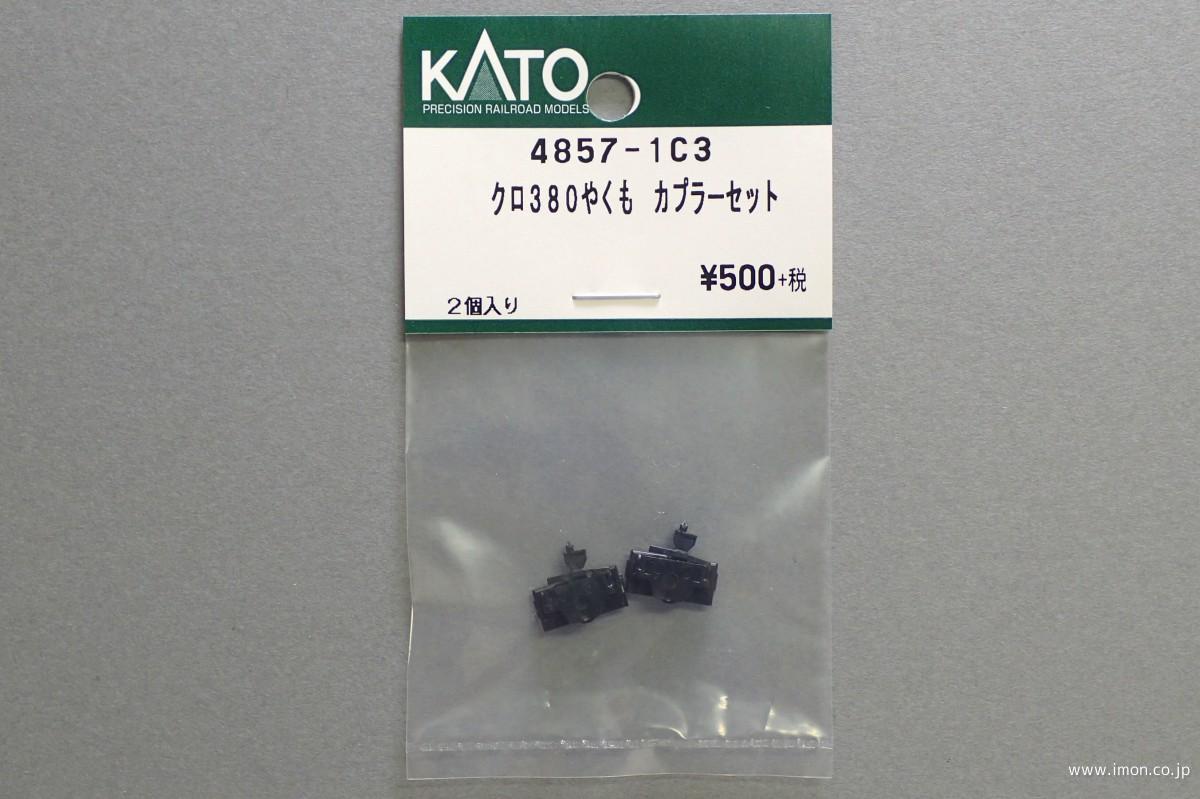 KATO
PRECISION RAILROAD MODELS
4857-1C3
クロ380やくも カプラーセット
¥500+税
2個入り
www.imon.co.jp